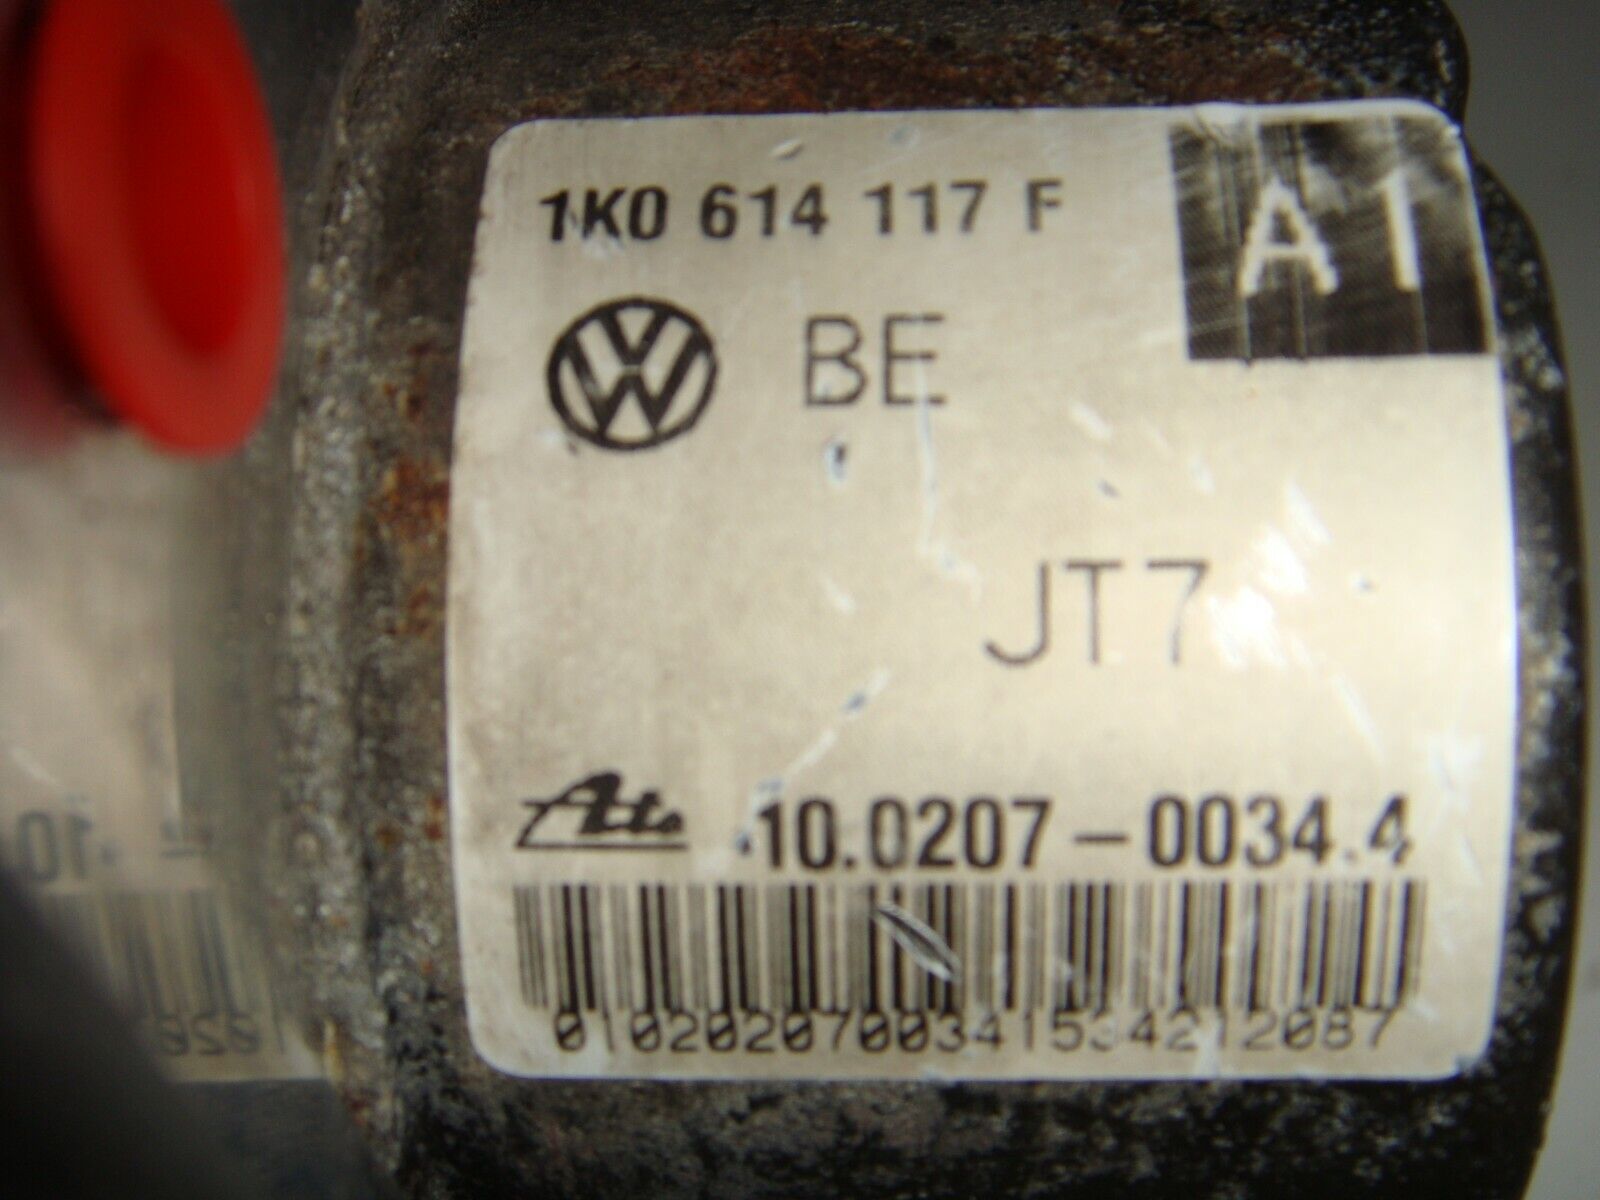 1K0 614 117 F
A1
BE
JT7
Ate 10.0207-0034.4
0102020700341534212087